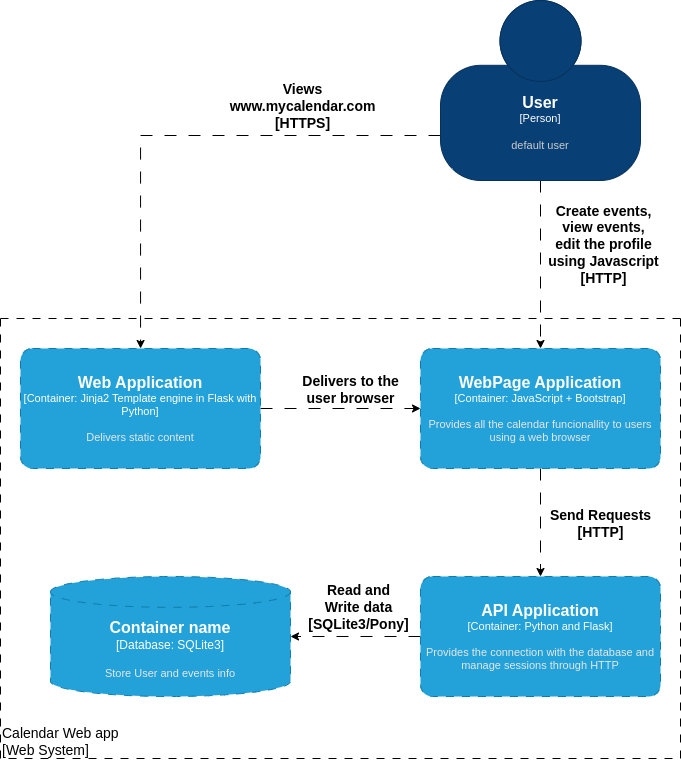 User
[Person]
default user
Views
www.mycalendar.com
[HTTPS]
Create events,
view events,
edit the profile
using Javascript
[HTTP]
Web Application
[Container: Jinja2 Template engine in Flask with
Python]
Delivers static content
Delivers to the
user browser
WebPage Application
[Container: JavaScript + Bootstrap]
Provides all the calendar funcionallity to users
using a web browser
Send Requests
[HTTP]
Container name
[Database: SQLite3]
Store User and events info
Read and
Write data
[SQLite3/Pony]
API Application
[Container: Python and Flask]
Provides the connection with the database and
manage sessions through HTTP
Calendar Web app
[Web System]